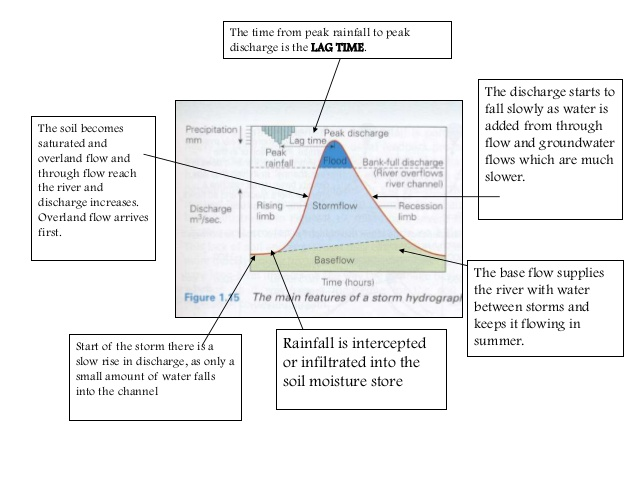 The time from peak rainfall to peak
discharge is the LAG TIME.
The discharge starts to
fall slowly as water is
added from through
flow and groundwater
flows which are much
slower.
The soil becomes
saturated and
overland flow and
through flow reach
the river and
discharge increases.
Overland flow arrives
first.
Precipitation
mm
Peak discharge
Lag time
Peak
rainfall
Flood
Bank-full discharge
(River overflows
river channel)
Discharge
m³/sec.
Rising
limb
Stormflow
Recession
limb
Baseflow
Time (hours)
Figure 1.15 The main features of a storm hydrograph
The base flow supplies
the river with water
between storms and
keeps it flowing in
summer.
Start of the storm there is a
slow rise in discharge, as only a
small amount of water falls
into the channel
Rainfall is intercepted
or infiltrated into the
soil moisture store